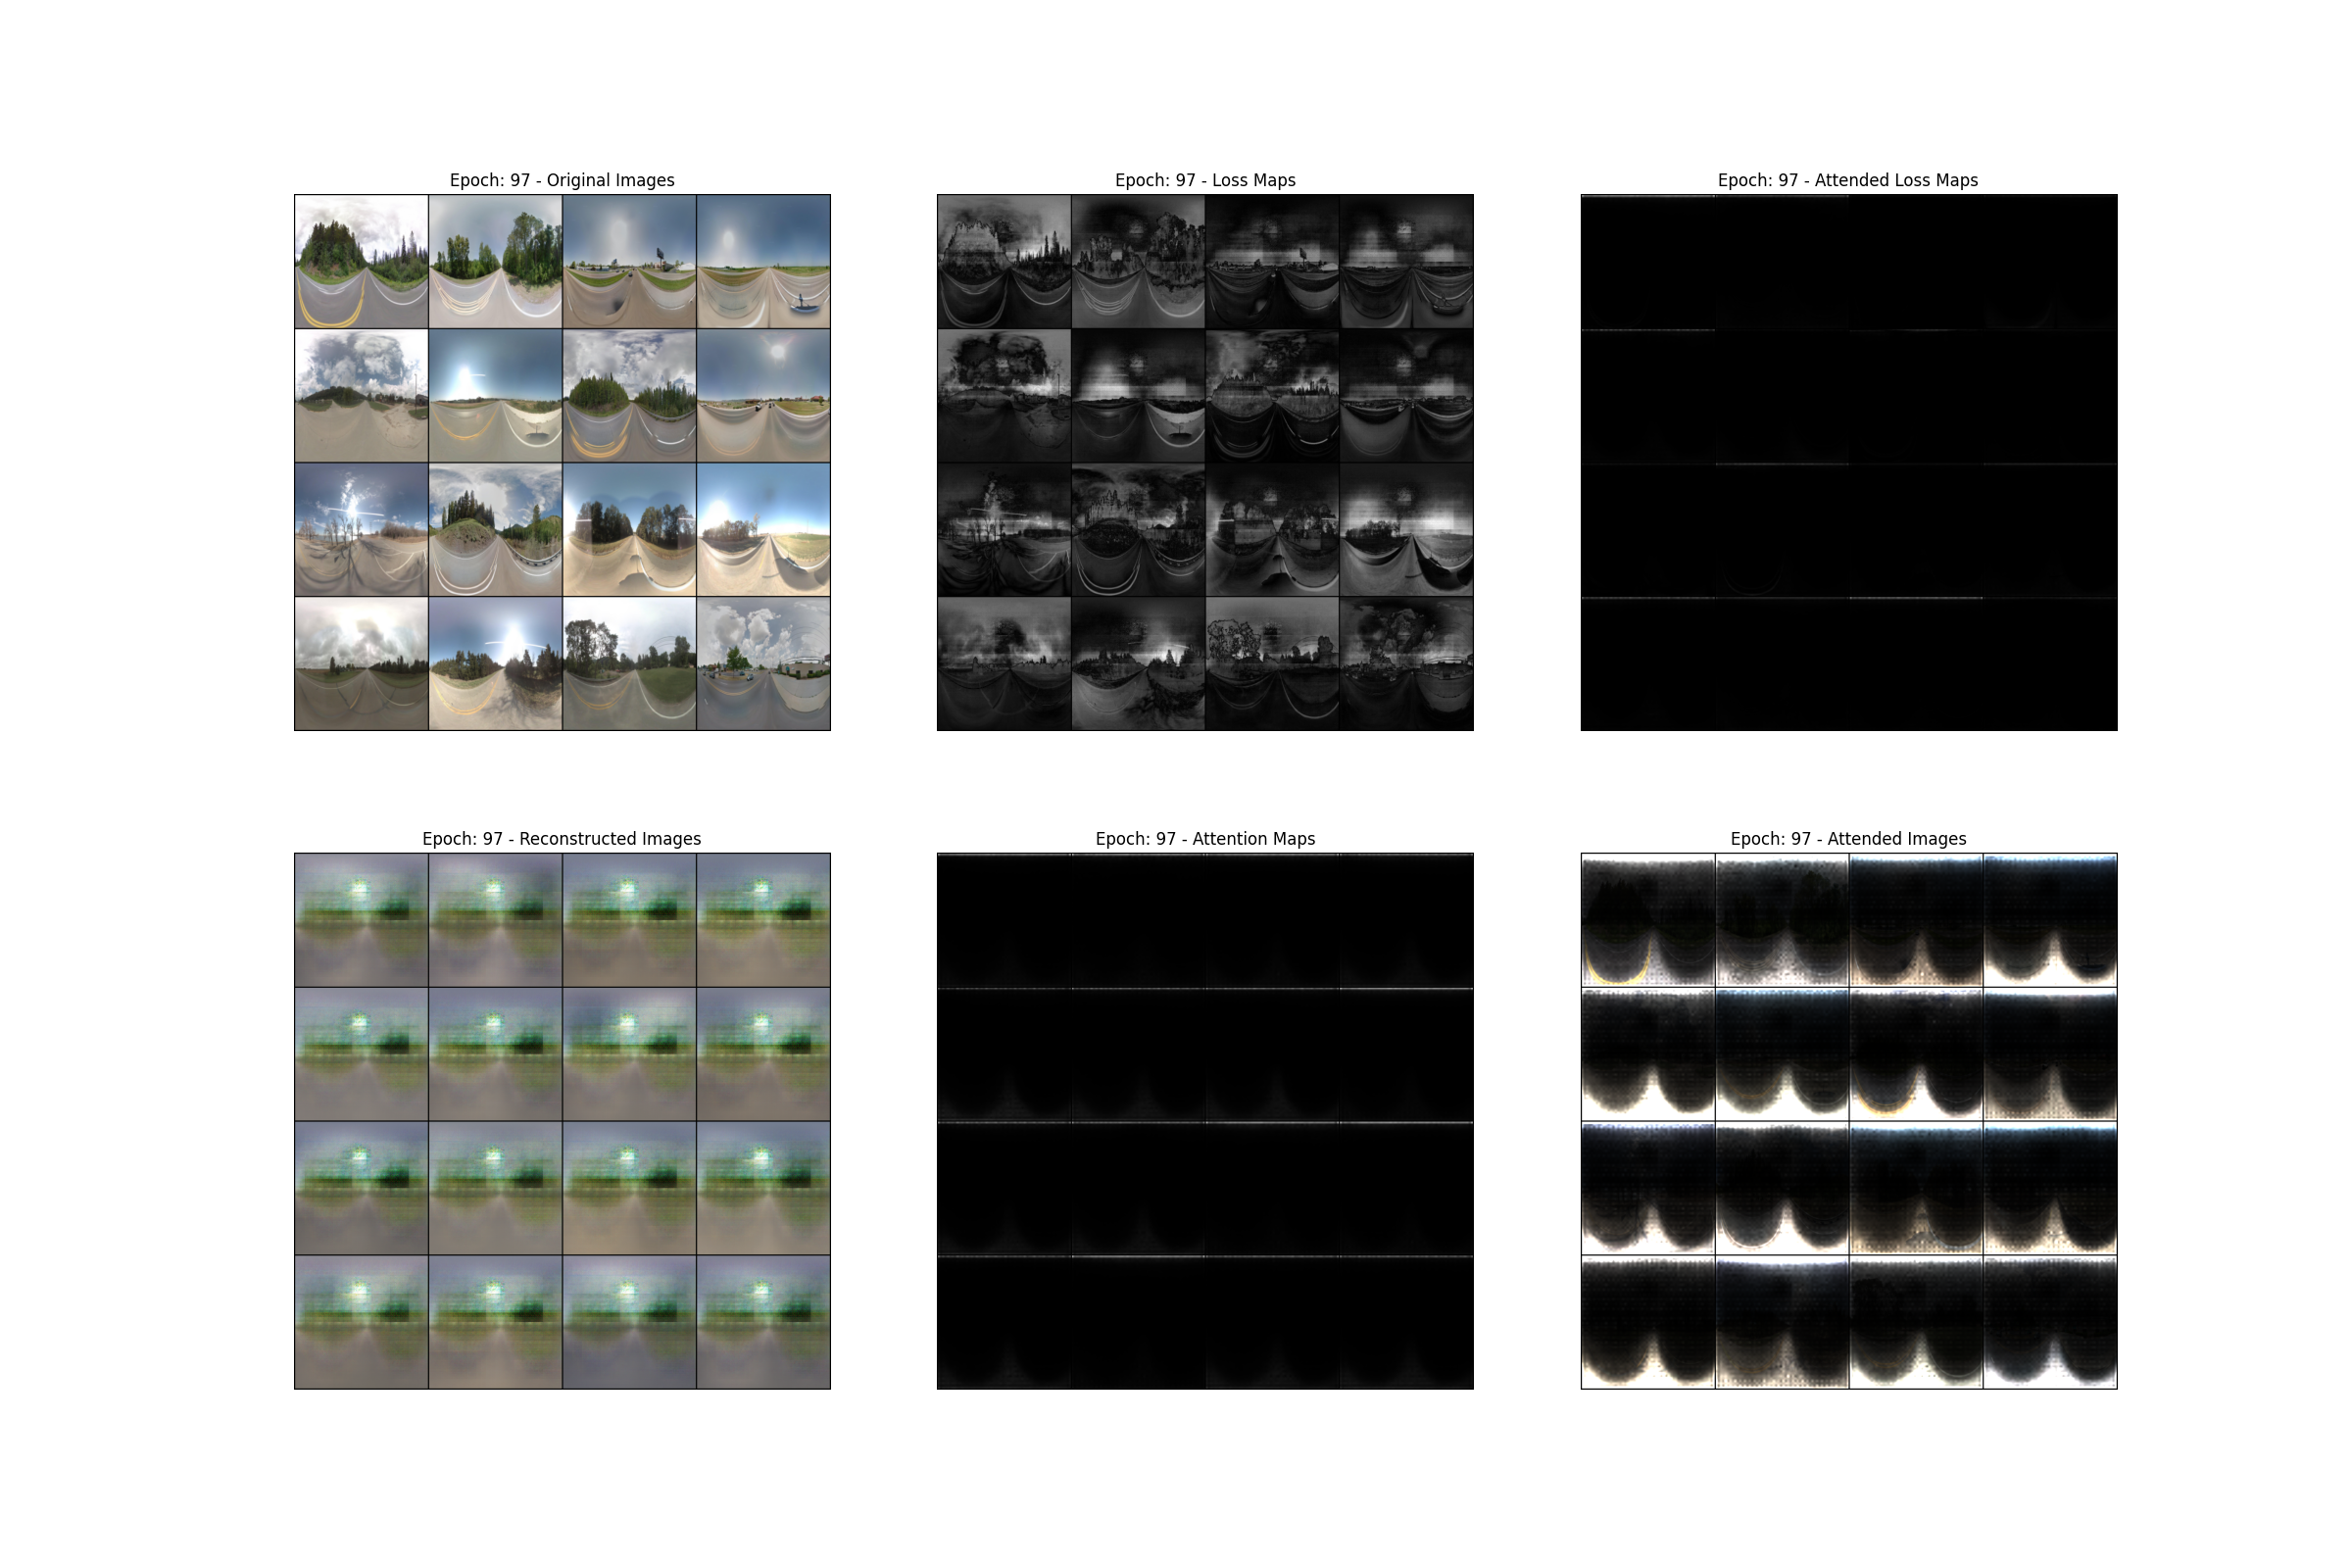 Epoch: 97 - Original Images
Epoch: 97 - Loss Maps
Epoch: 97 - Attended Loss Maps
Epoch: 97 - Reconstructed Images
Epoch: 97 - Attention Maps
Epoch: 97 - Attended Images